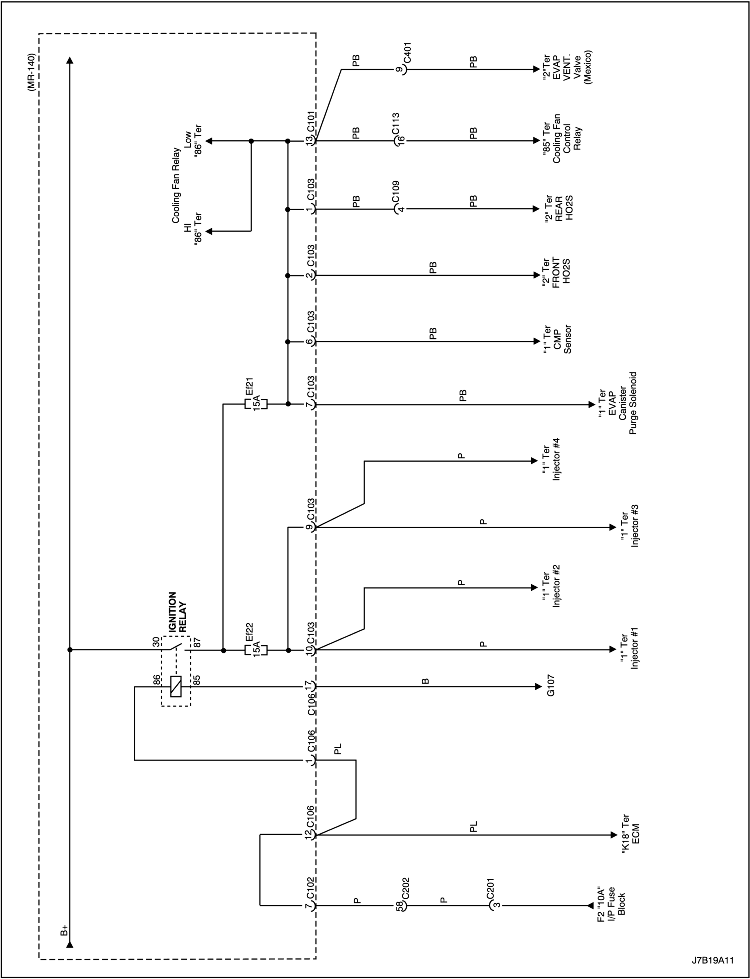 (MR-140)
B+
Cooling Fan Relay
Low
"86" Ter
HI
"86" Ter
IGNITION
RELAY
30
87
86
85
Ef21
15A
Ef22
15A
13
C101
PB
9
C401
PB
"2" Ter
EVAP
VENT.
Valve
(Mexico)
PB
16
C113
PB
"85" Ter
Cooling Fan
Control
Relay
1
C103
PB
4
C109
PB
"2" Ter
REAR
HO2S
2
C103
PB
"2" Ter
FRONT
HO2S
6
C103
PB
"1" Ter
CMP
Sensor
7
C103
PB
"1" Ter
EVAP
Canister
Purge Solenoid
9
C103
P
"1" Ter
Injector #4
P
"1" Ter
Injector #3
10
C103
P
"1" Ter
Injector #2
P
"1" Ter
Injector #1
17
C106
B
G107
1
C106
PL
12
C106
PL
"K18" Ter
ECM
7
C102
P
58
C202
P
3
C201
F2 "10A"
I/P Fuse
Block
J7B19A11